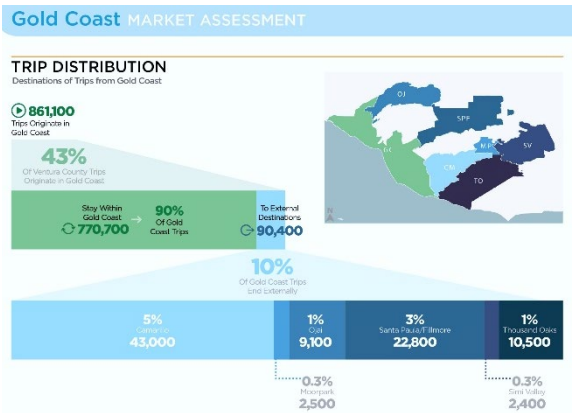 Gold Coast MARKET ASSESSMENT
TRIP DISTRIBUTION
Destinations of Trips from Gold Coast
861,100
Trips Originate in
Gold Coast
43%
Of Ventura County Trips
Originate in Gold Coast
Stay Within
Gold Coast
770,700
90%
Of Gold
Coast Trips
To External
Destinations
90,400
10%
Of Gold Coast Trips
End Externally
5%
Camarillo
43,000
1%
Ojai
9,100
3%
Santa Paula/Fillmore
22,800
1%
Thousand Oaks
10,500
0.3%
Moorpark
2,500
0.3%
Simi Valley
2,400
OJ
SPF
MP
SV
GC
CM
TO
N